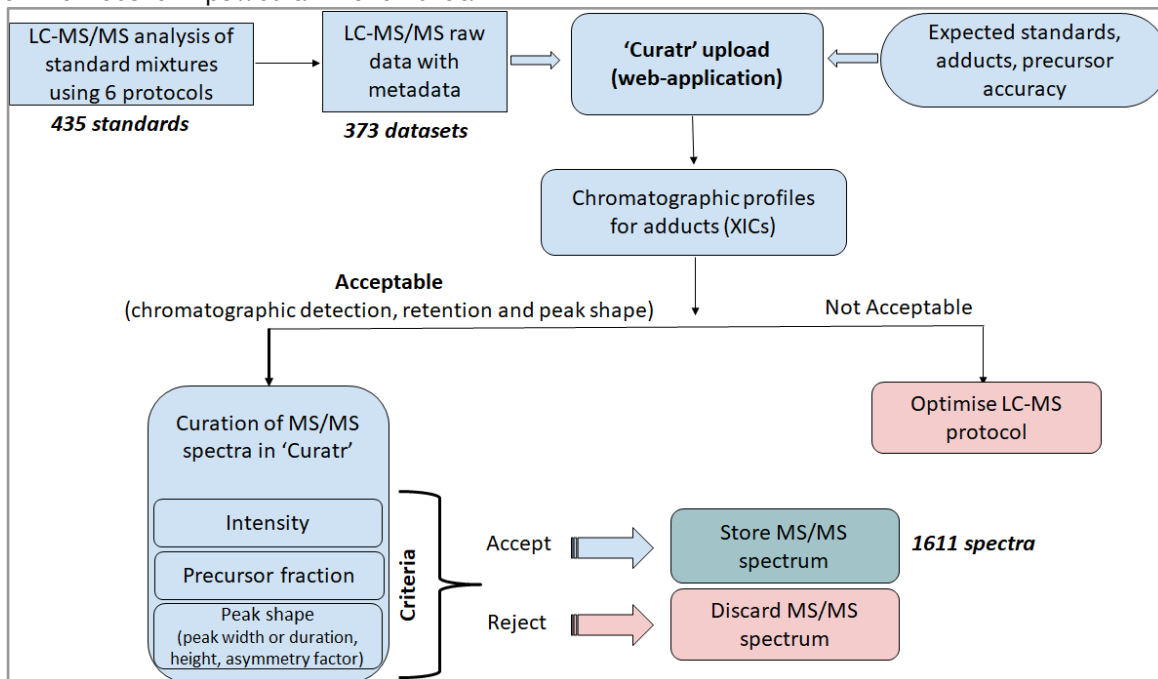 LC-MS/MS analysis of
standard mixtures
using 6 protocols
435 standards
LC-MS/MS raw
data with
metadata
373 datasets
‘Curatr’ upload
(web-application)
Expected standards,
adducts, precursor
accuracy
Chromatographic profiles
for adducts (XICs)
Acceptable
(chromatographic detection, retention and peak shape)
Not Acceptable
Optimise LC-MS
protocol
Curation of MS/MS
spectra in ‘Curatr’
Intensity
Precursor fraction
Peak shape
(peak width or duration,
height, asymmetry factor)
Criteria
Accept
Store MS/MS
spectrum
1611 spectra
Reject
Discard MS/MS
spectrum